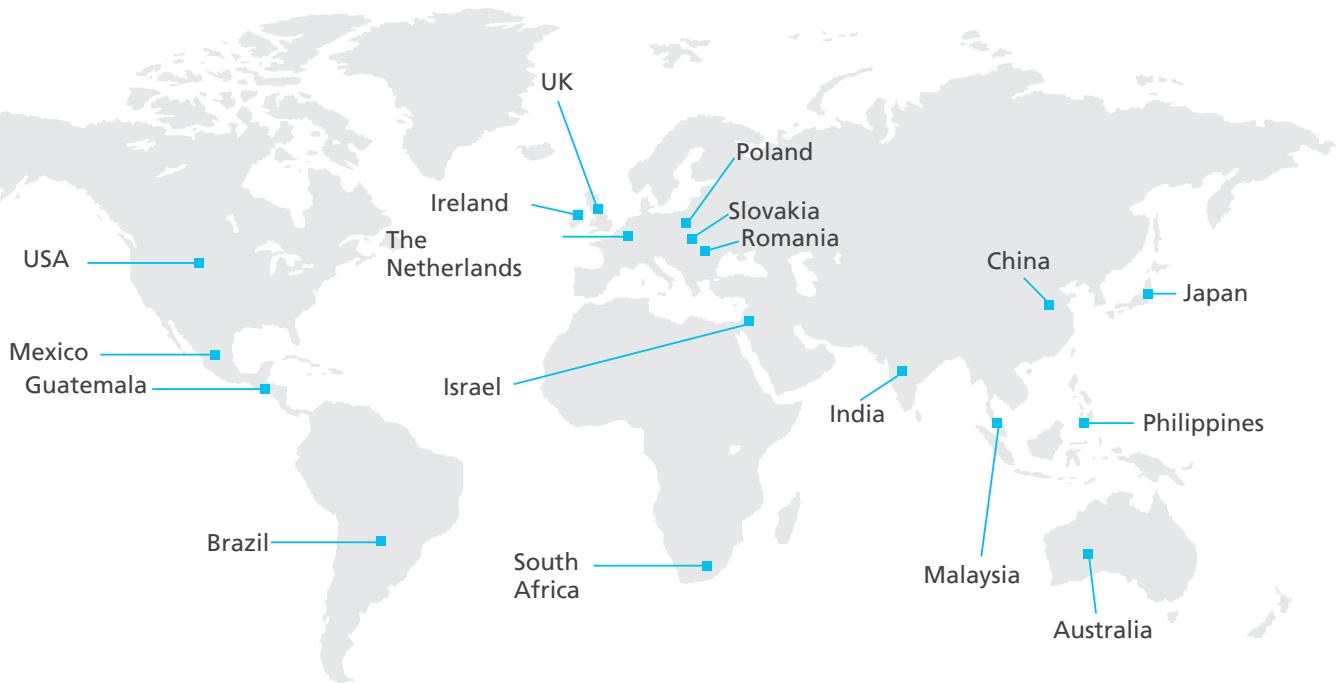 UK
Poland
Ireland
Slovakia
The
Netherlands
Romania
USA
China
Japan
Mexico
Guatemala
Israel
India
Philippines
Brazil
South
Africa
Malaysia
Australia